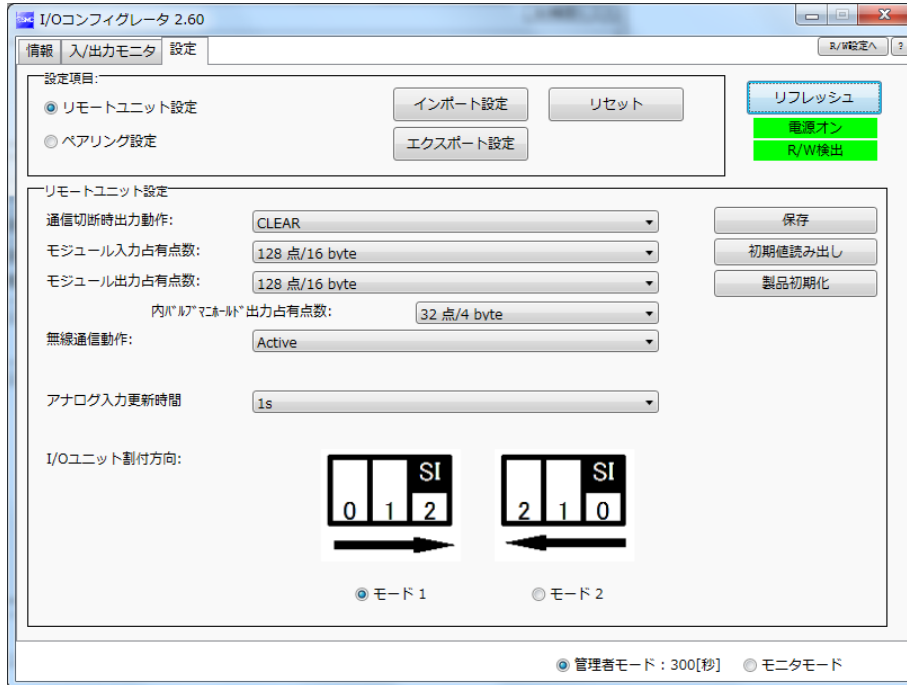 SMC I/Oコンフィグレータ 2.60
情報 入/出力モニタ 設定 R/W設定へ ?
設定項目:
リモートユニット設定 インポート設定 リセット リフレッシュ
ペアリング設定 エクスポート設定 電源オン
R/W検出
リモートユニット設定
通信切断時出力動作: CLEAR 保存
モジュール入力占有点数: 128 点/16 byte 初期値読み出し
モジュール出力占有点数: 128 点/16 byte 製品初期化
内バルブマニホールド出力占有点数: 32 点/4 byte
無線通信動作: Active
アナログ入力更新時間 1s
I/Oユニット割付方向:
SI SI
0 1 2 2 1 0
モード 1 モード 2
管理者モード : 300[秒] モニタモード